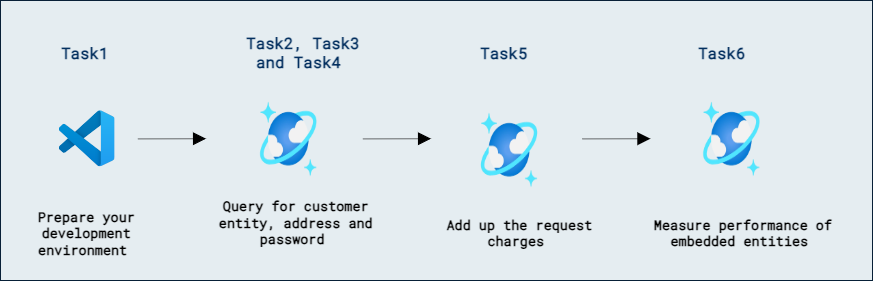 Task1
Task2, Task3
and Task4
Task5
Task6
Prepare your
development
environment
Query for customer
entity, address and
password
Add up the request
charges
Measure performance of
embedded entities